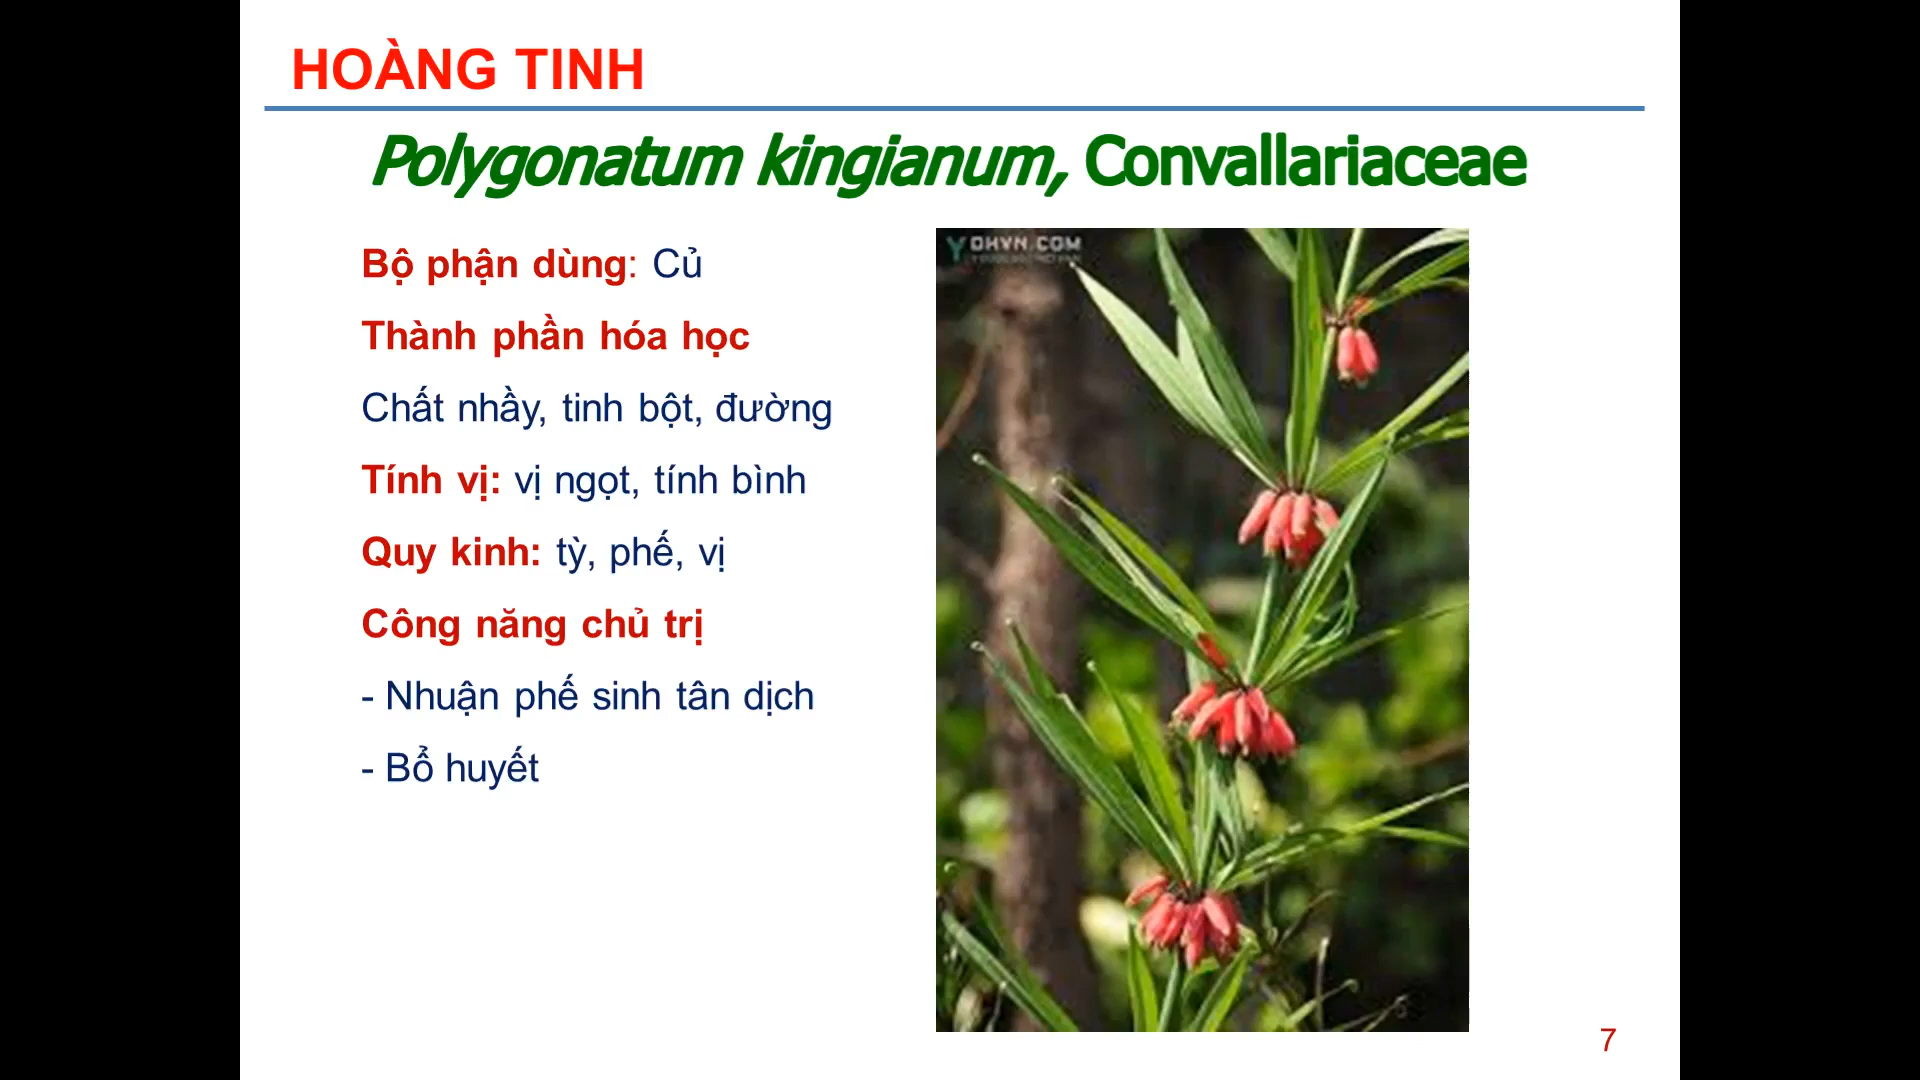 HOÀNG TINH
Polygonatum kingianum, Convallariaceae
Bộ phận dùng: Củ
Thành phần hóa học
Chất nhầy, tinh bột, đường
Tính vị: vị ngọt, tính bình
Quy kinh: tỳ, phế, vị
Công năng chủ trị
- Nhuận phế sinh tân dịch
- Bổ huyết
YDHVN.COM
7